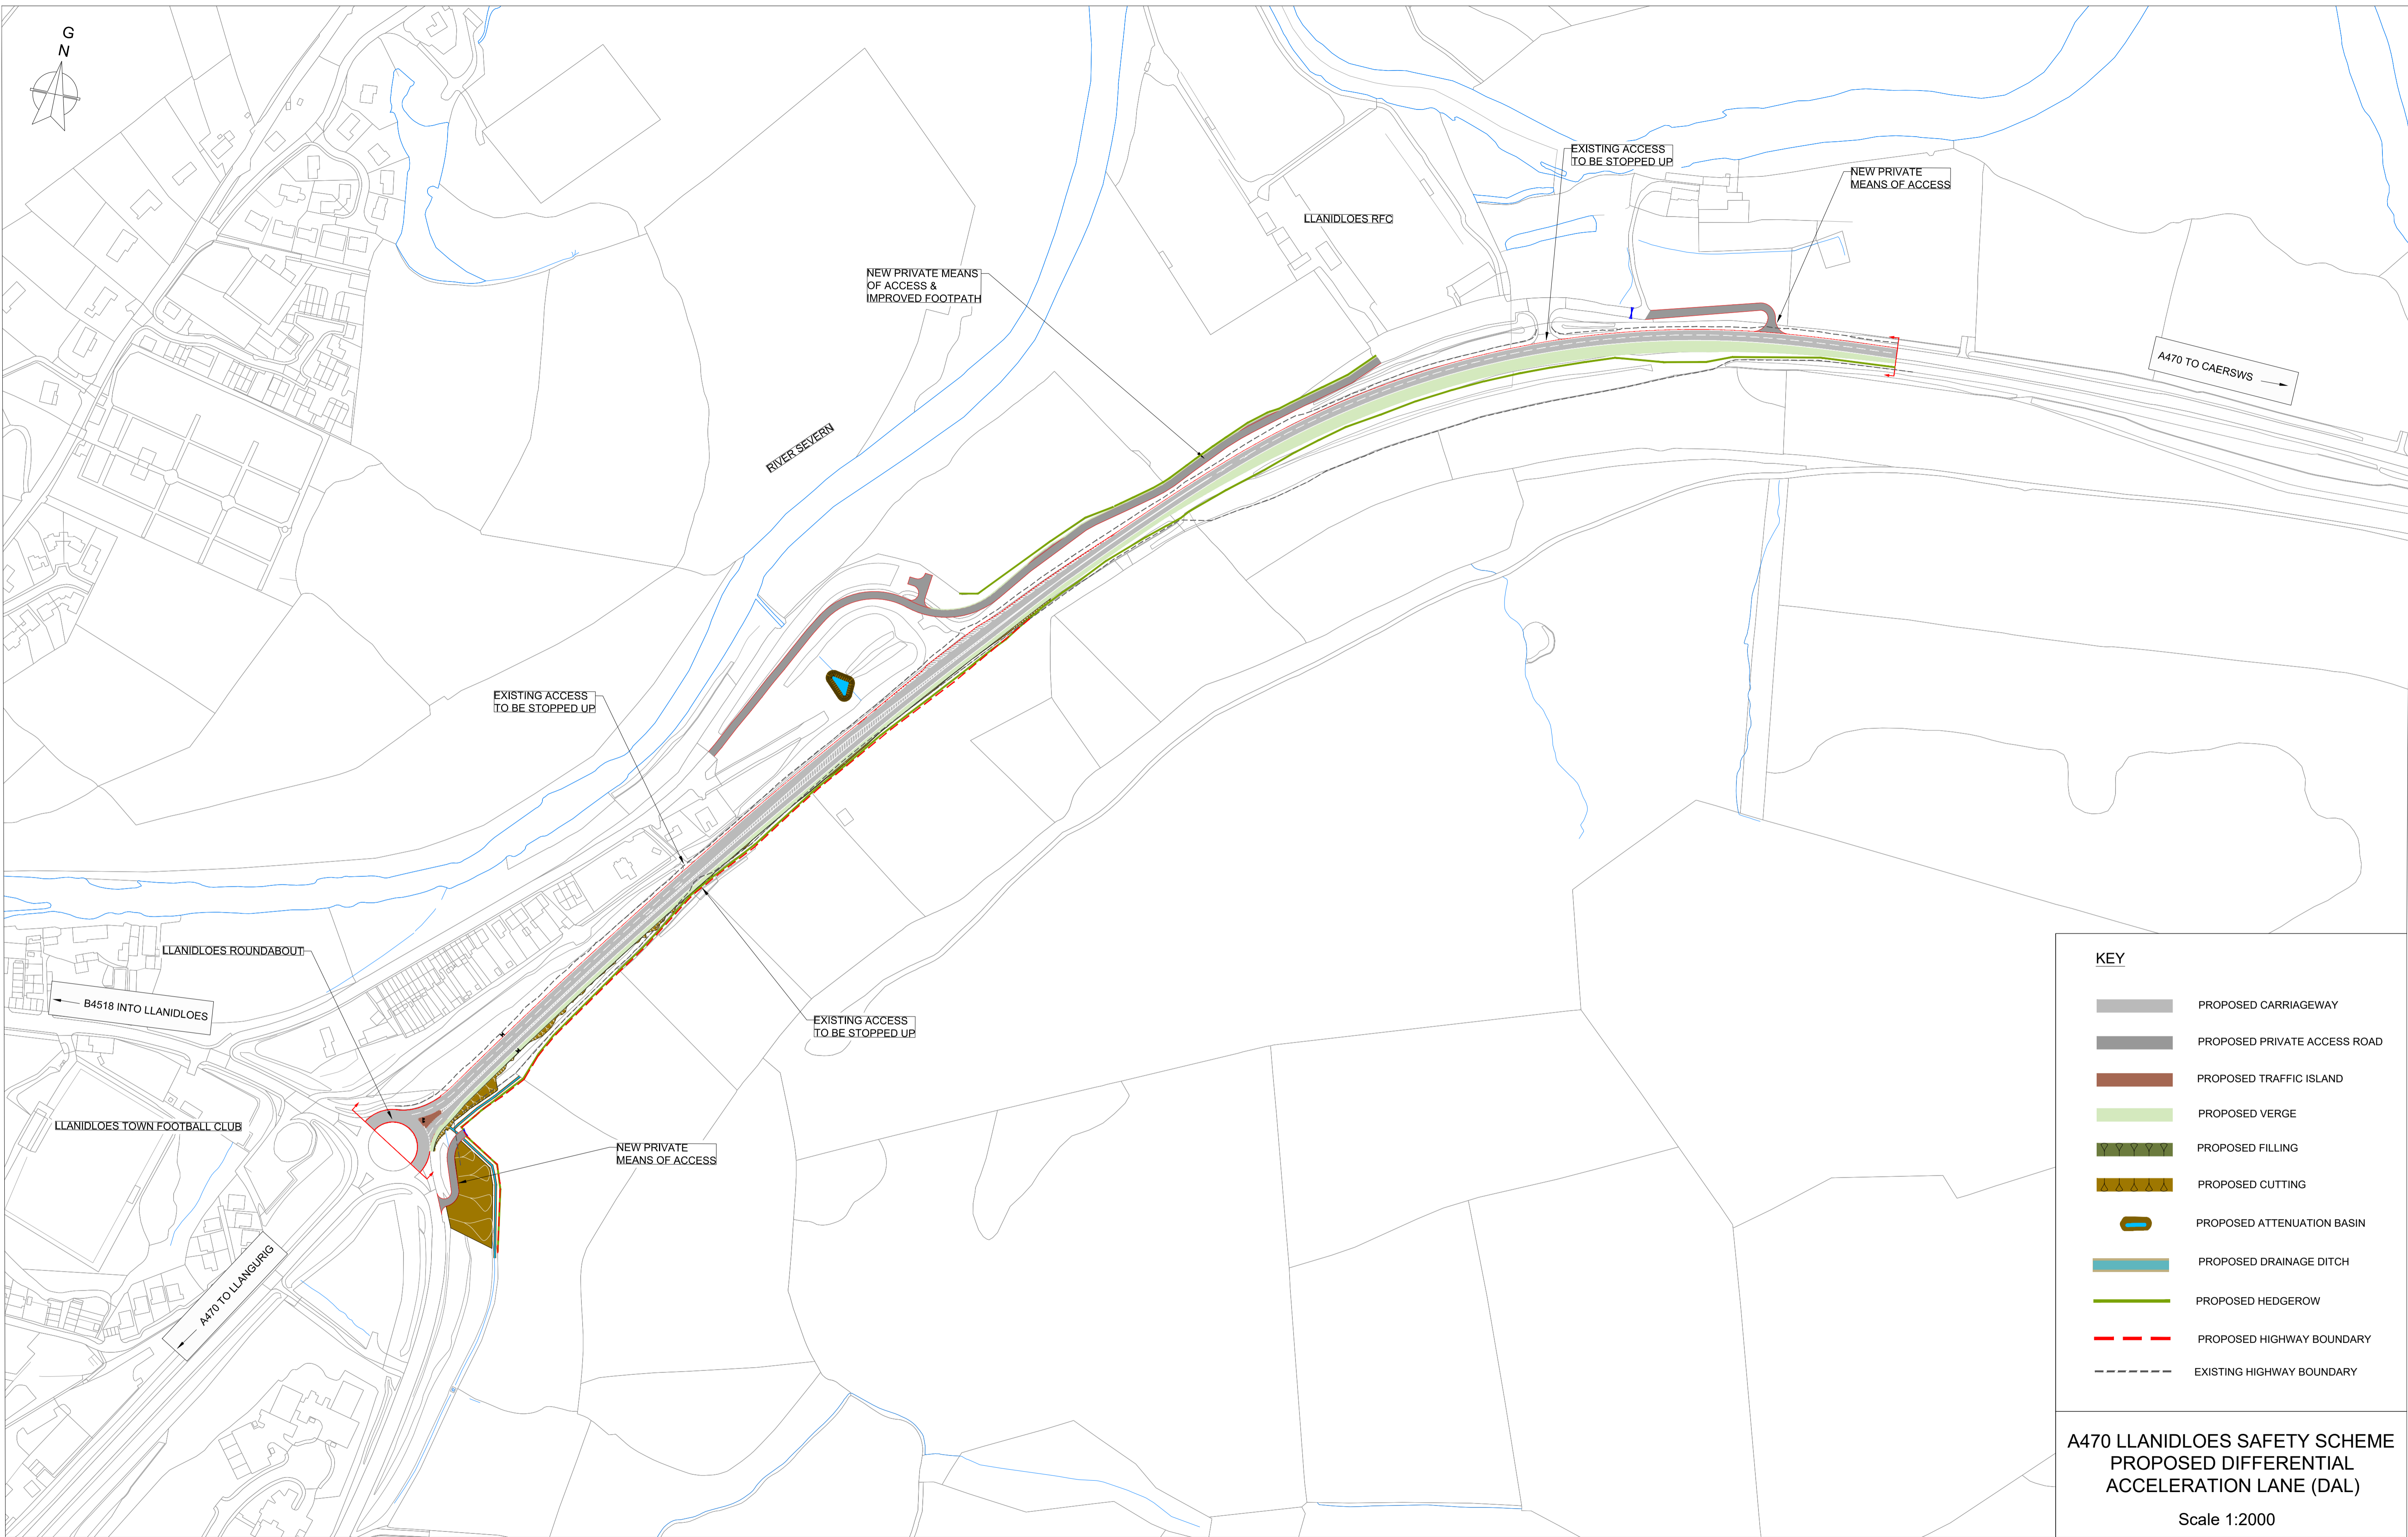 G
N
EXISTING ACCESS
TO BE STOPPED UP
NEW PRIVATE
MEANS OF ACCESS
LLANIDLOES RFC
NEW PRIVATE MEANS
OF ACCESS &
IMPROVED FOOTPATH
A470 TO CAERSWS
RIVER SEVERN
EXISTING ACCESS
TO BE STOPPED UP
LLANIDLOES ROUNDABOUT
B4518 INTO LLANIDLOES
EXISTING ACCESS
TO BE STOPPED UP
LLANIDLOES TOWN FOOTBALL CLUB
NEW PRIVATE
MEANS OF ACCESS
A470 TO LLANGURIG
KEY
PROPOSED CARRIAGEWAY
PROPOSED PRIVATE ACCESS ROAD
PROPOSED TRAFFIC ISLAND
PROPOSED VERGE
PROPOSED FILLING
PROPOSED CUTTING
PROPOSED ATTENUATION BASIN
PROPOSED DRAINAGE DITCH
PROPOSED HEDGEROW
PROPOSED HIGHWAY BOUNDARY
EXISTING HIGHWAY BOUNDARY
A470 LLANIDLOES SAFETY SCHEME
PROPOSED DIFFERENTIAL
ACCELERATION LANE (DAL)
Scale 1:2000